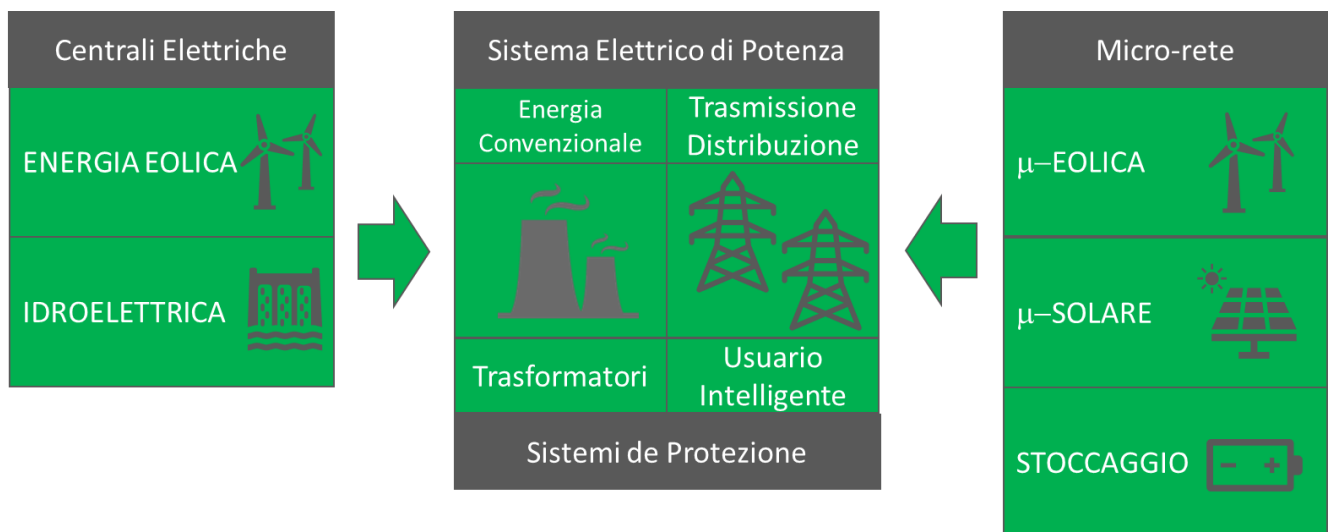 Centrali Elettriche
ENERGIA EOLICA
IDROELETTRICA
Sistema Elettrico di Potenza
Energia
Convenzionale
Trasmissione
Distribuzione
Trasformatori
Usuario
Intelligente
Sistemi de Protezione
Micro-rete
μ–EOLICA
μ–SOLARE
STOCCAGGIO